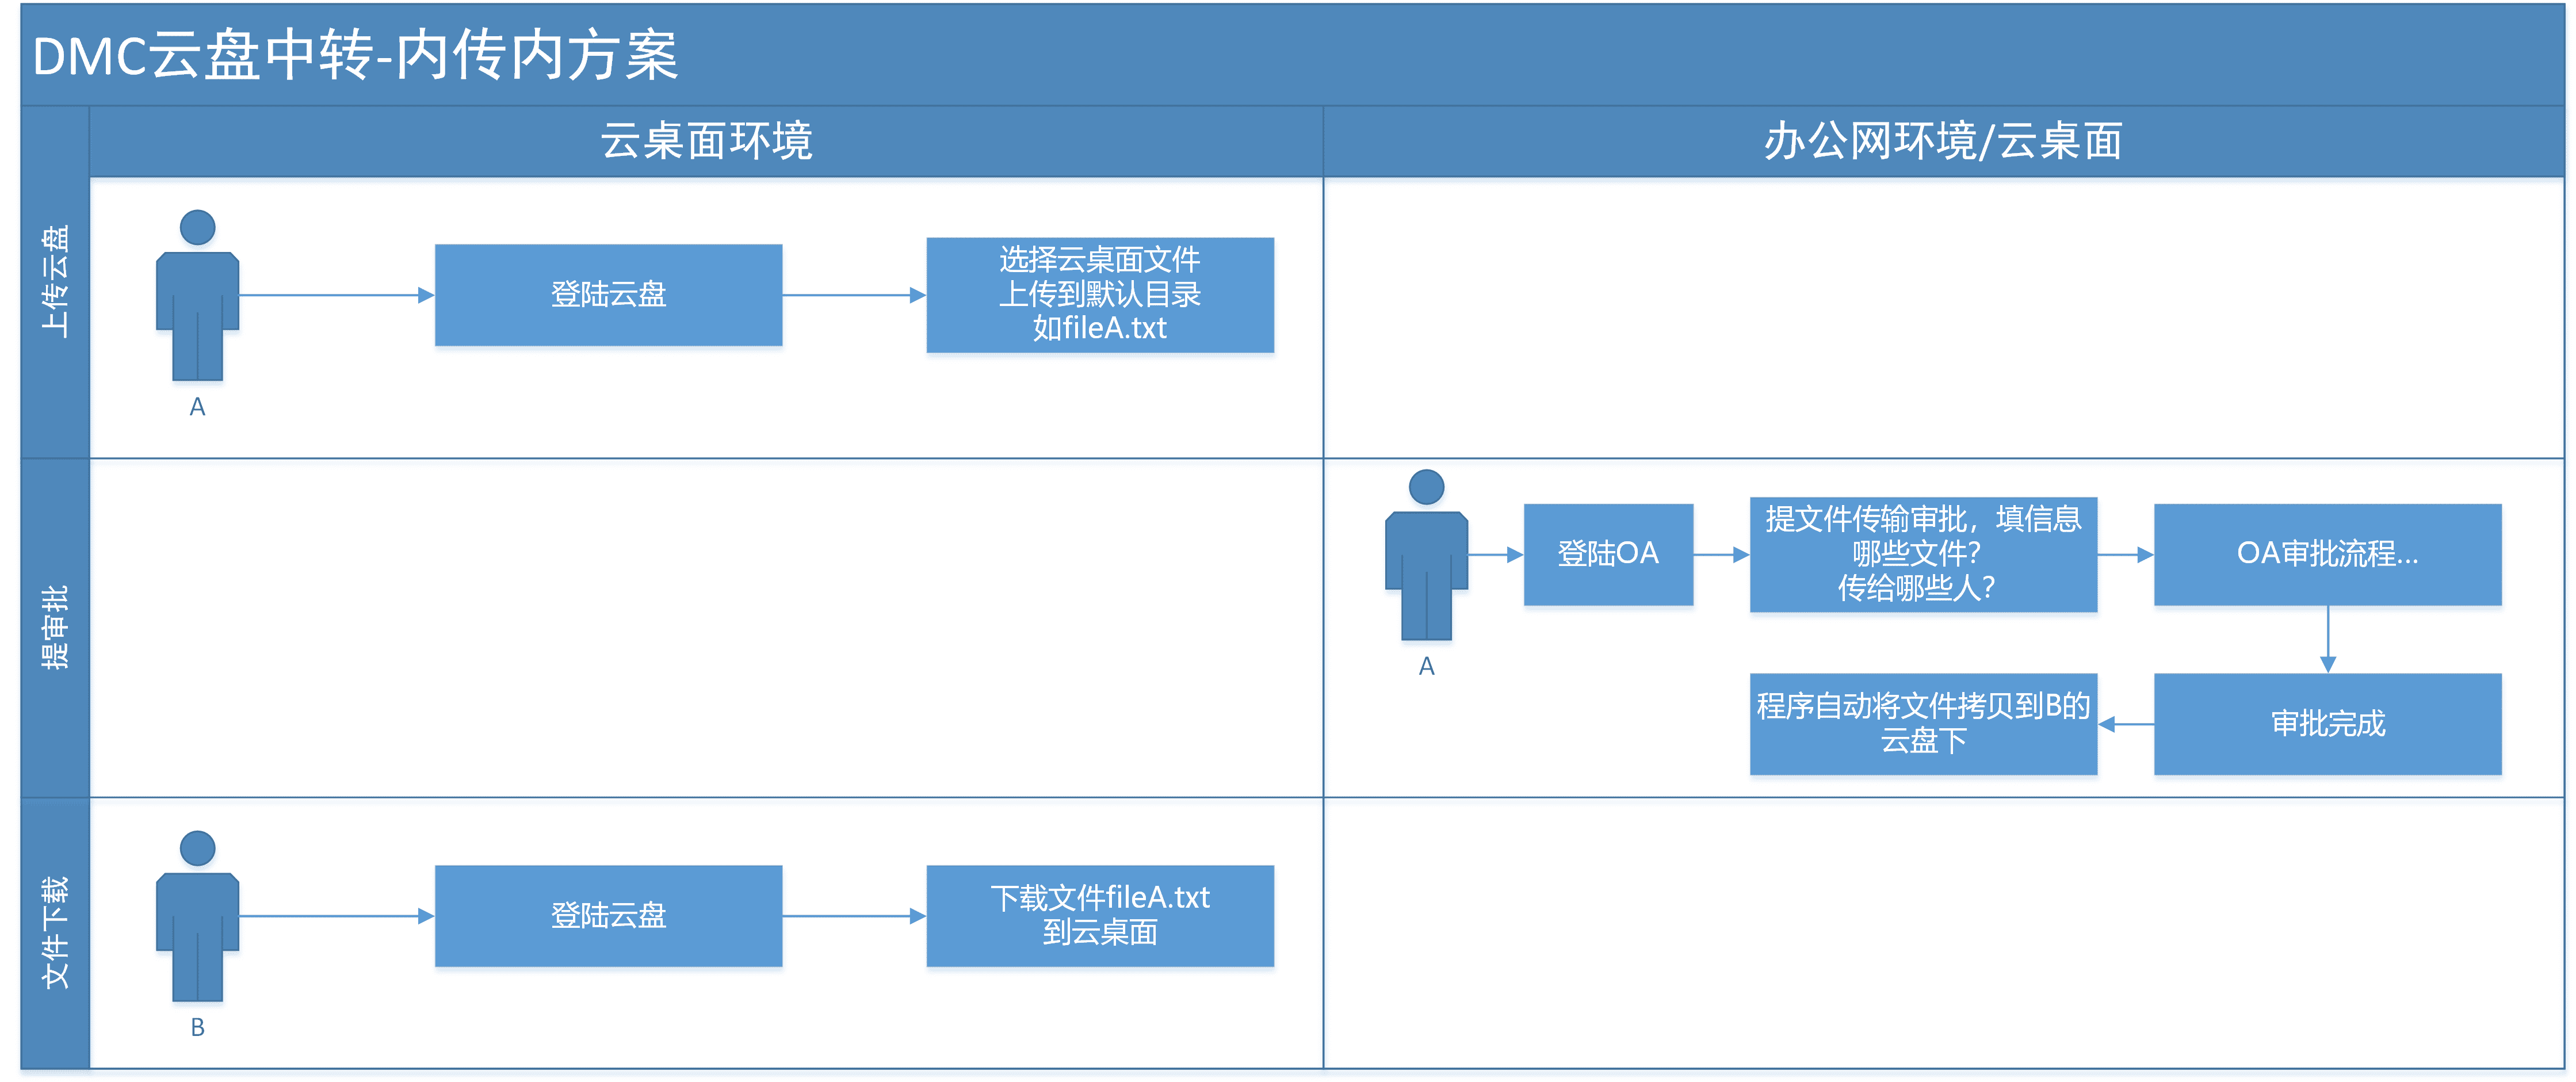 DMC云盘中转-内传内方案
云桌面环境
办公网环境/云桌面
上传云盘
A
登陆云盘
选择云桌面文件
上传到默认目录
如fileA.txt
提审批
A
登陆OA
提文件传输审批，填信息
哪些文件？
传给哪些人？
OA审批流程...
审批完成
程序自动将文件拷贝到B的
云盘下
文件下载
B
登陆云盘
下载文件fileA.txt
到云桌面